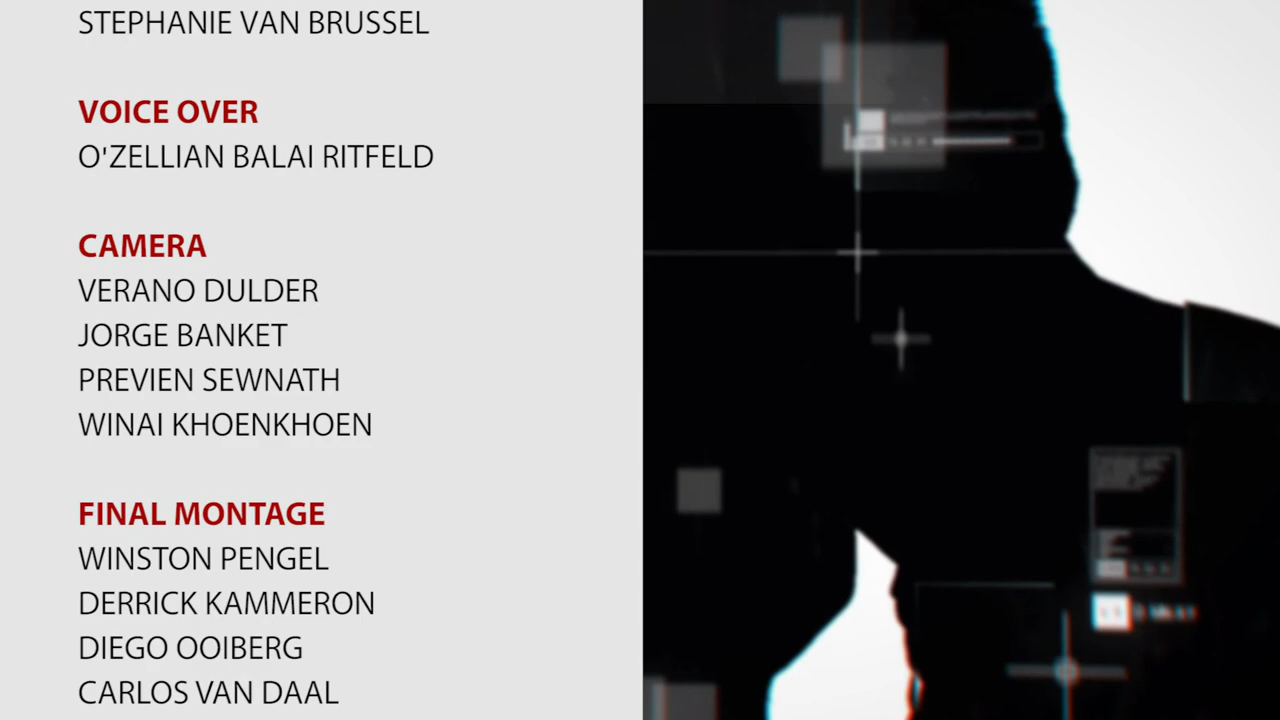 STEPHANIE VAN BRUSSEL
VOICE OVER
O'ZELLIAN BALAI RITFELD
CAMERA
VERANO DULDER
JORGE BANKET
PREVIEN SEWNATH
WINAI KHOENKHOEN
FINAL MONTAGE
WINSTON PENGEL
DERRICK KAMMERON
DIEGO OOIBERG
CARLOS VAN DAAL